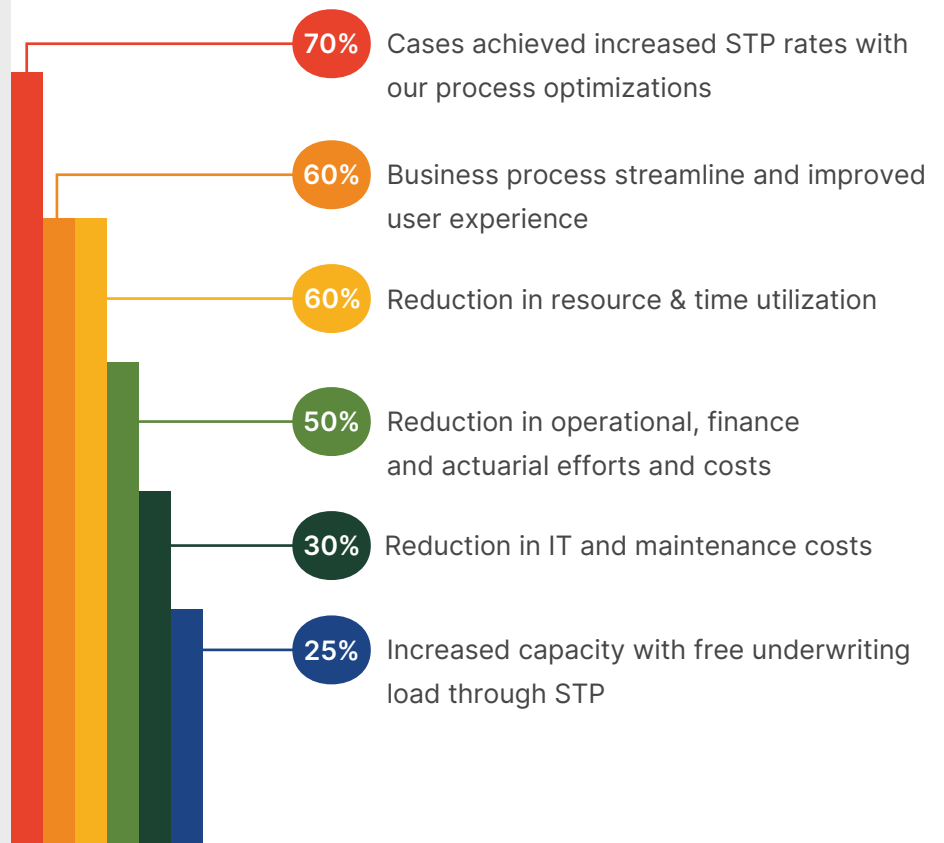 70%
Cases achieved increased STP rates with
our process optimizations
60%
Business process streamline and improved
user experience
60%
Reduction in resource & time utilization
50%
Reduction in operational, finance
and actuarial efforts and costs
30%
Reduction in IT and maintenance costs
25%
Increased capacity with free underwriting
load through STP